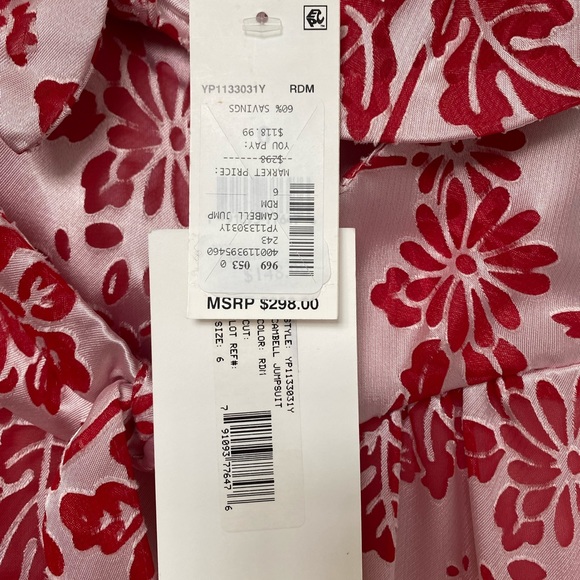 YP1133031Y RDM
60% SAVINGS
$118.99
YOU PAY:
$298
MARKET PRICE:
6
RDM
CAMBELL JUMP
YP1133031Y
243
400119395460
969 053 0
MSRP $298.00
STYLE: YP1133031Y
CAMBELL JUMPSUIT
COLOR: RDM
CUT:
LOT REF#:
SIZE: 6
7 91093 77647 6